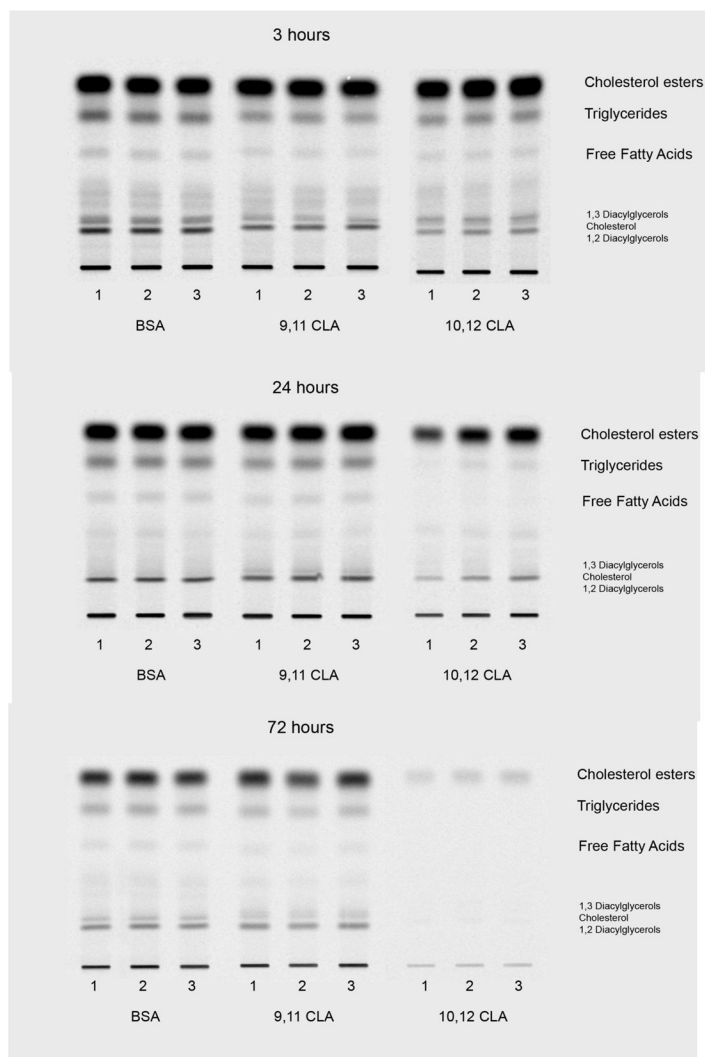 3 hours
Cholesterol esters
Triglycerides
Free Fatty Acids
1,3 Diacylglycerols
Cholesterol
1,2 Diacylglycerols
1 2 3 1 2 3 1 2 3
BSA 9,11 CLA 10,12 CLA
24 hours
Cholesterol esters
Triglycerides
Free Fatty Acids
1,3 Diacylglycerols
Cholesterol
1,2 Diacylglycerols
1 2 3 1 2 3 1 2 3
BSA 9,11 CLA 10,12 CLA
72 hours
Cholesterol esters
Triglycerides
Free Fatty Acids
1,3 Diacylglycerols
Cholesterol
1,2 Diacylglycerols
1 2 3 1 2 3 1 2 3
BSA 9,11 CLA 10,12 CLA